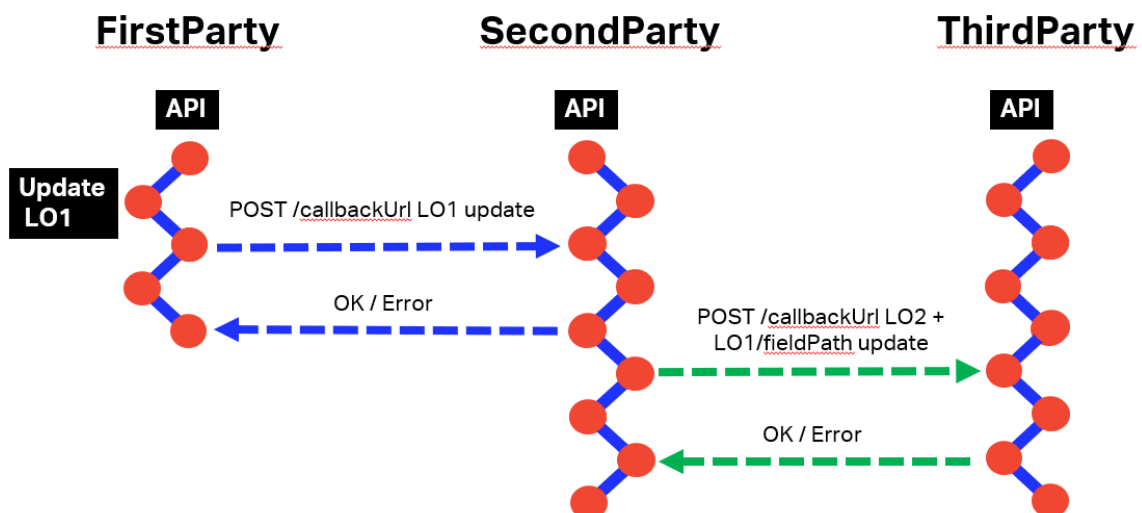 FirstParty
SecondParty
ThirdParty
API
API
API
Update
LO1
POST /callbackUrl LO1 update
OK / Error
POST /callbackUrl LO2 +
LO1/fieldPath update
OK / Error